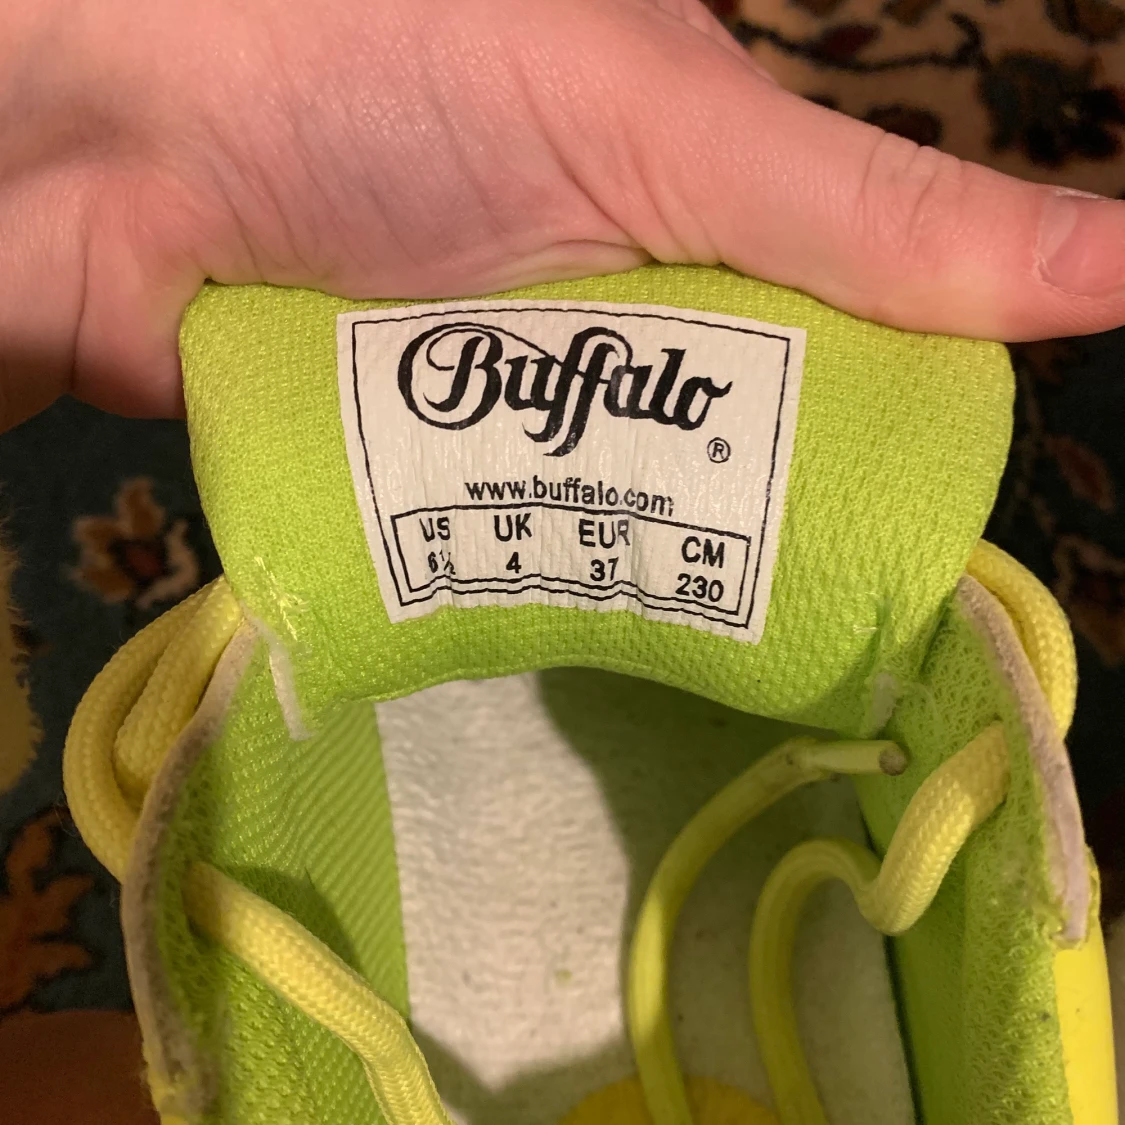 Buffalo
®
www.buffalo.com
US UK EUR CM
6½ 4 37 230